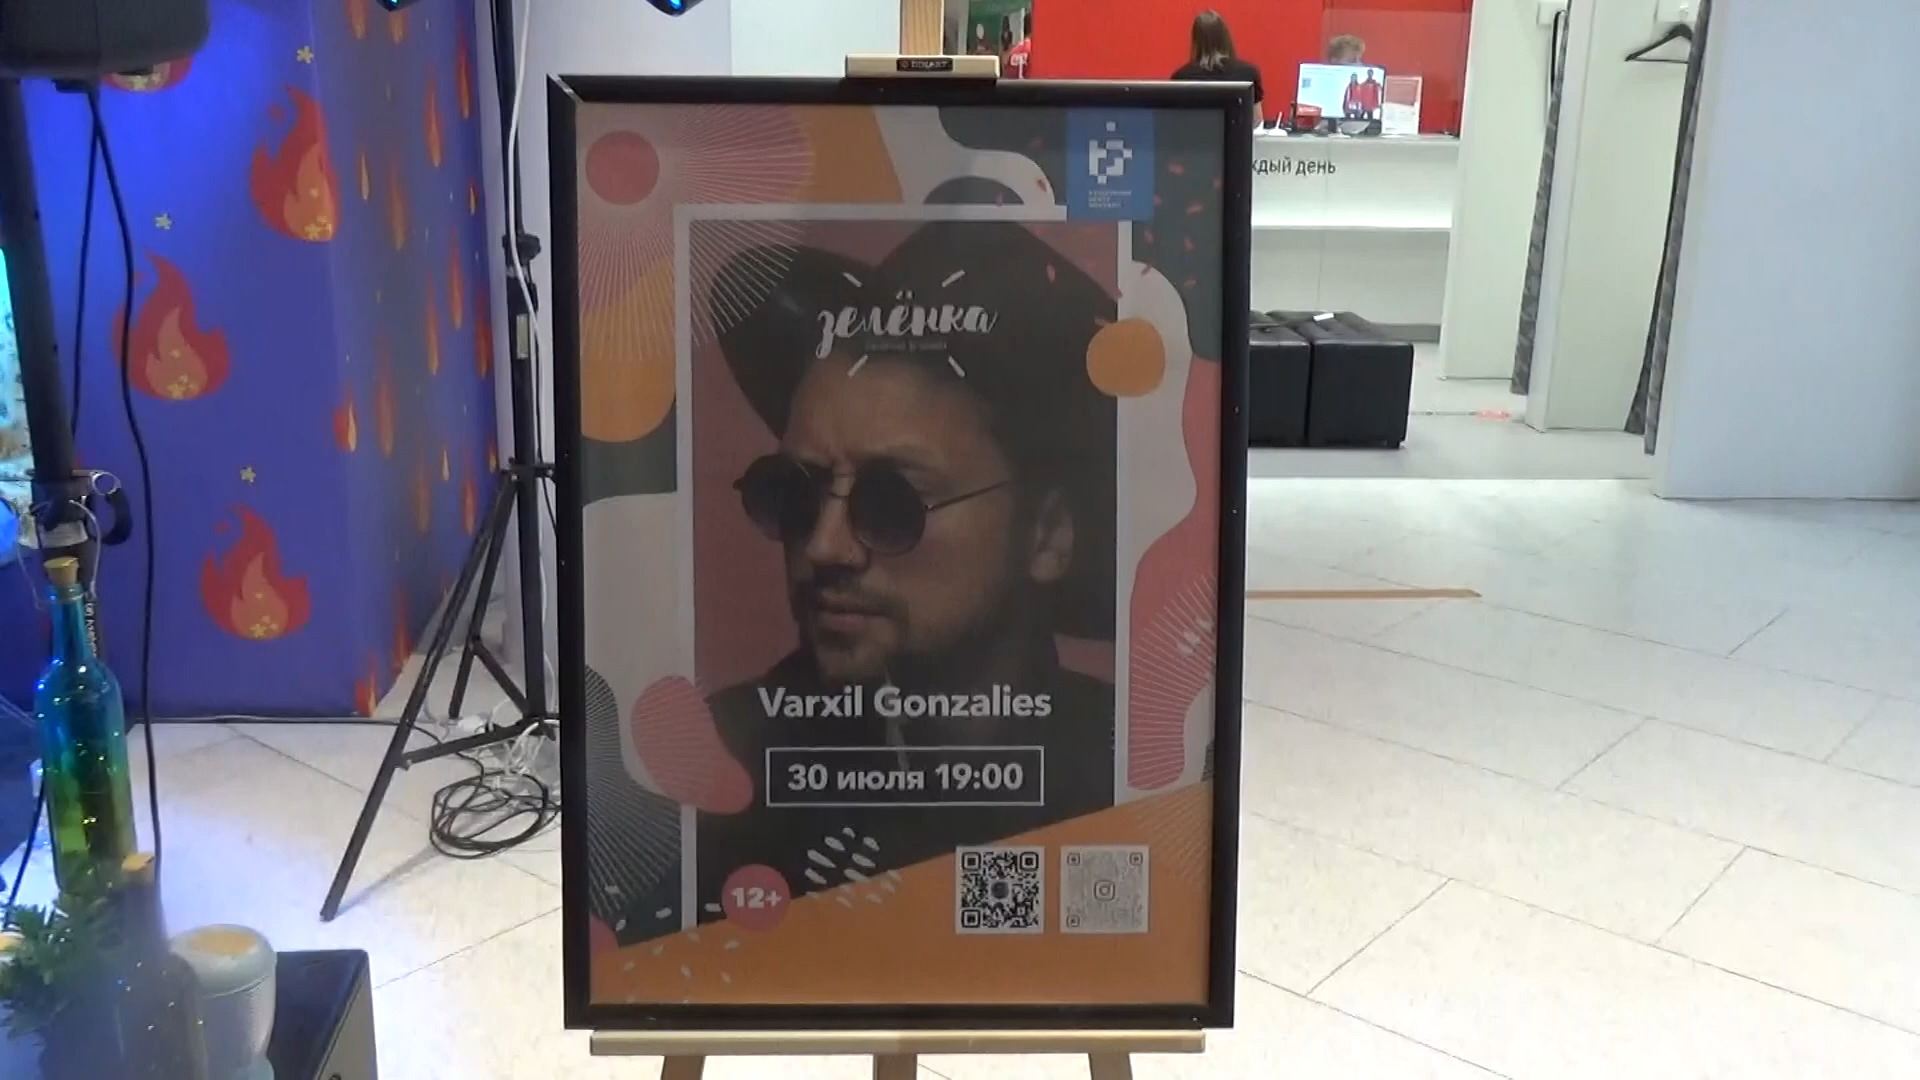 ждый день
зелёнка
Varxil Gonzalies
30 июля 19:00
12+